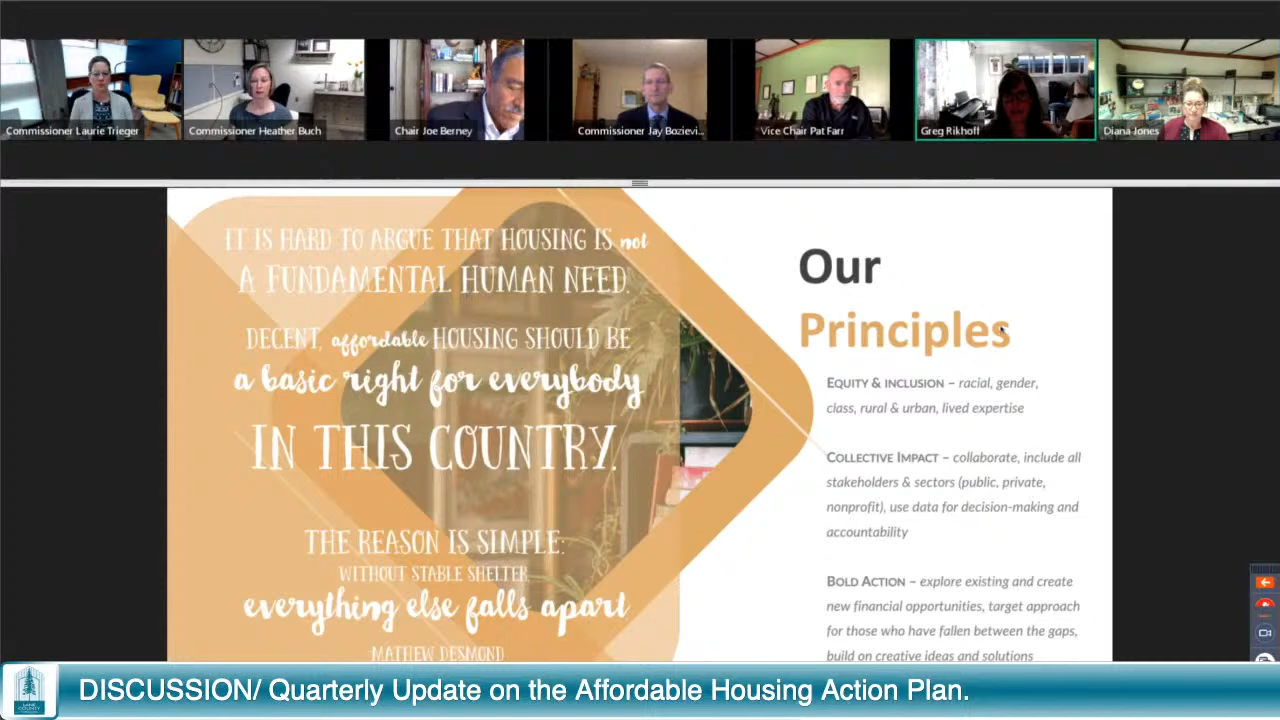 Commissioner Laurie Trieger
Commissioner Heather Buch
Chair Joe Berney
Commissioner Jay Bozievi...
Vice Chair Pat Farr
Greg Rikhoff
Diana Jones
IT IS HARD TO ARGUE THAT HOUSING IS not
A FUNDAMENTAL HUMAN NEED.
DECENT, affordable HOUSING SHOULD BE
a basic right for everybody
IN THIS COUNTRY.
THE REASON IS SIMPLE:
WITHOUT STABLE SHELTER,
everything else falls apart
-MATHEW DESMOND
Our
Principles
EQUITY & INCLUSION – racial, gender,
class, rural & urban, lived expertise
COLLECTIVE IMPACT – collaborate, include all
stakeholders & sectors (public, private,
nonprofit), use data for decision-making and
accountability
BOLD ACTION – explore existing and create
new financial opportunities, target approach
for those who have fallen between the gaps,
build on creative ideas and solutions
LANE COUNTY
DISCUSSION/ Quarterly Update on the Affordable Housing Action Plan.